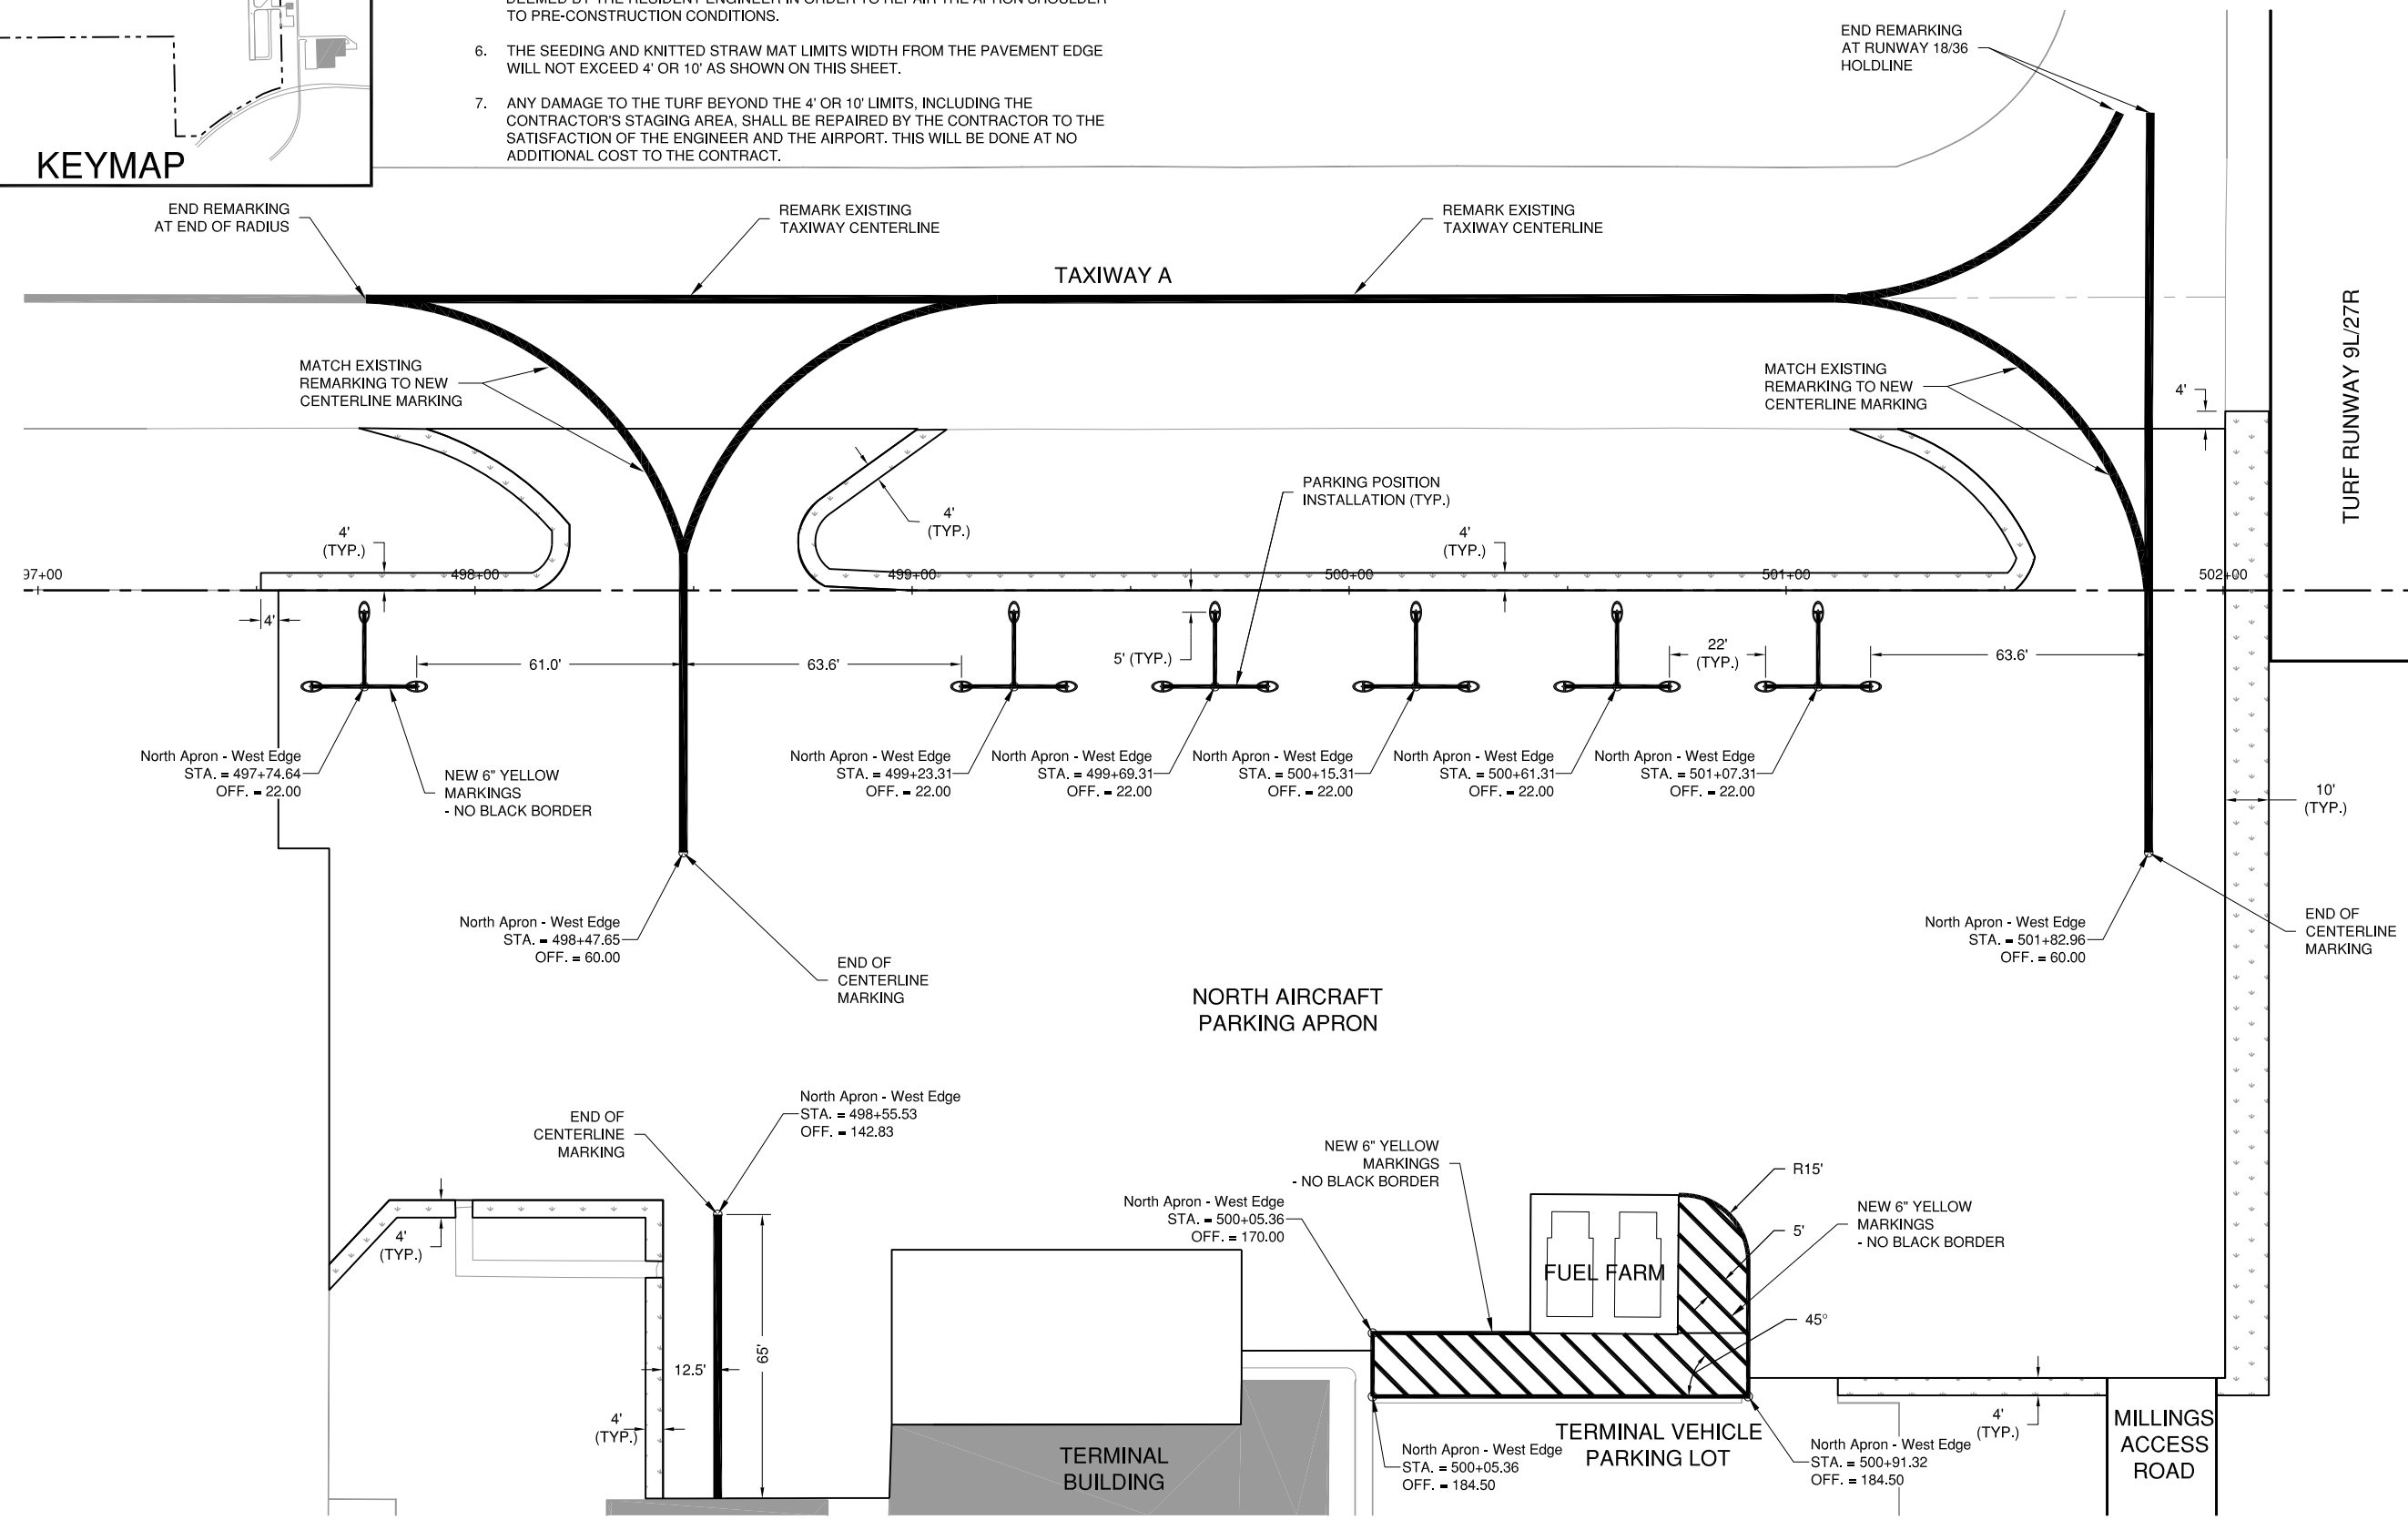 DEEMED BY THE RESIDENT ENGINEER IN ORDER TO REPAIR THE APRON SHOULDER
TO PRE-CONSTRUCTION CONDITIONS.
6. THE SEEDING AND KNITTED STRAW MAT LIMITS WIDTH FROM THE PAVEMENT EDGE
WILL NOT EXCEED 4' OR 10' AS SHOWN ON THIS SHEET.
7. ANY DAMAGE TO THE TURF BEYOND THE 4' OR 10' LIMITS, INCLUDING THE
CONTRACTOR'S STAGING AREA, SHALL BE REPAIRED BY THE CONTRACTOR TO THE
SATISFACTION OF THE ENGINEER AND THE AIRPORT. THIS WILL BE DONE AT NO
ADDITIONAL COST TO THE CONTRACT.
KEYMAP
END REMARKING
AT RUNWAY 18/36
HOLDLINE
END REMARKING
AT END OF RADIUS
REMARK EXISTING
TAXIWAY CENTERLINE
REMARK EXISTING
TAXIWAY CENTERLINE
TAXIWAY A
TURF RUNWAY 9L/27R
MATCH EXISTING
REMARKING TO NEW
CENTERLINE MARKING
MATCH EXISTING
REMARKING TO NEW
CENTERLINE MARKING
4'
PARKING POSITION
INSTALLATION (TYP.)
4'
(TYP.)
4'
(TYP.)
4'
(TYP.)
97+00
498+00
499+00
500+00
501+00
502+00
4'
61.0'
63.6'
5' (TYP.)
22'
(TYP.)
63.6'
North Apron - West Edge
STA. = 497+74.64
OFF. = 22.00
NEW 6" YELLOW
MARKINGS
- NO BLACK BORDER
North Apron - West Edge
STA. = 499+23.31
OFF. = 22.00
North Apron - West Edge
STA. = 499+69.31
OFF. = 22.00
North Apron - West Edge
STA. = 500+15.31
OFF. = 22.00
North Apron - West Edge
STA. = 500+61.31
OFF. = 22.00
North Apron - West Edge
STA. = 501+07.31
OFF. = 22.00
10'
(TYP.)
North Apron - West Edge
STA. = 498+47.65
OFF. = 60.00
END OF
CENTERLINE
MARKING
North Apron - West Edge
STA. = 501+82.96
OFF. = 60.00
END OF
CENTERLINE
MARKING
NORTH AIRCRAFT
PARKING APRON
END OF
CENTERLINE
MARKING
North Apron - West Edge
STA. = 498+55.53
OFF. = 142.83
NEW 6" YELLOW
MARKINGS
- NO BLACK BORDER
North Apron - West Edge
STA. = 500+05.36
OFF. = 170.00
R15'
NEW 6" YELLOW
MARKINGS
- NO BLACK BORDER
5'
45°
FUEL FARM
4'
(TYP.)
12.5'
65'
4'
(TYP.)
TERMINAL
BUILDING
North Apron - West Edge
STA. = 500+05.36
OFF. = 184.50
TERMINAL VEHICLE
PARKING LOT
North Apron - West Edge
STA. = 500+91.32
OFF. = 184.50
4'
(TYP.)
MILLINGS
ACCESS
ROAD